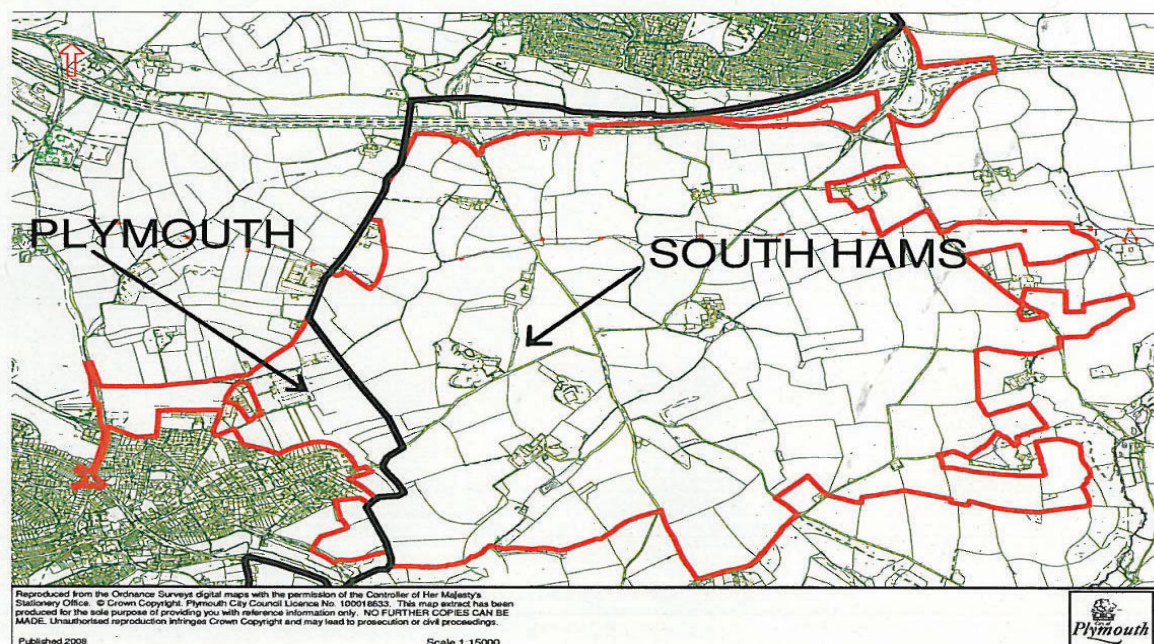 PLYMOUTH
SOUTH HAMS
Reproduced from the Ordnance Surveys digital maps with the permission of the Controller of Her Majesty's
Stationery Office. © Crown Copyright. Plymouth City Council Licence No. 100018633. This map extract has been
produced for the sole purpose of providing you with reference information only. NO FURTHER COPIES CAN BE
MADE. Unauthorised reproduction infringes Crown Copyright and may lead to prosecution or civil proceedings.
Published 2008
Scale 1:15000
City of
Plymouth